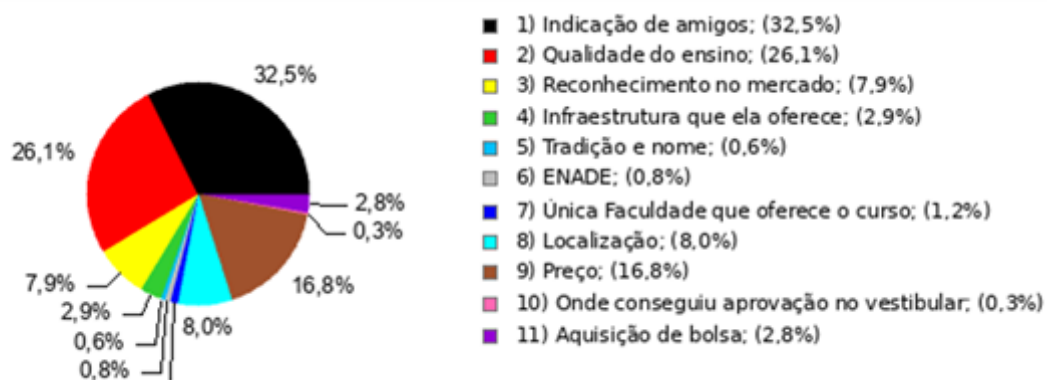 32,5%
26,1%
2,8%
0,3%
7,9%
16,8%
2,9%
0,6%
8,0%
0,8%
1) Indicação de amigos; (32,5%)
2) Qualidade do ensino; (26,1%)
3) Reconhecimento no mercado; (7,9%)
4) Infraestrutura que ela oferece; (2,9%)
5) Tradição e nome; (0,6%)
6) ENADE; (0,8%)
7) Única Faculdade que oferece o curso; (1,2%)
8) Localização; (8,0%)
9) Preço; (16,8%)
10) Onde conseguiu aprovação no vestibular; (0,3%)
11) Aquisição de bolsa; (2,8%)